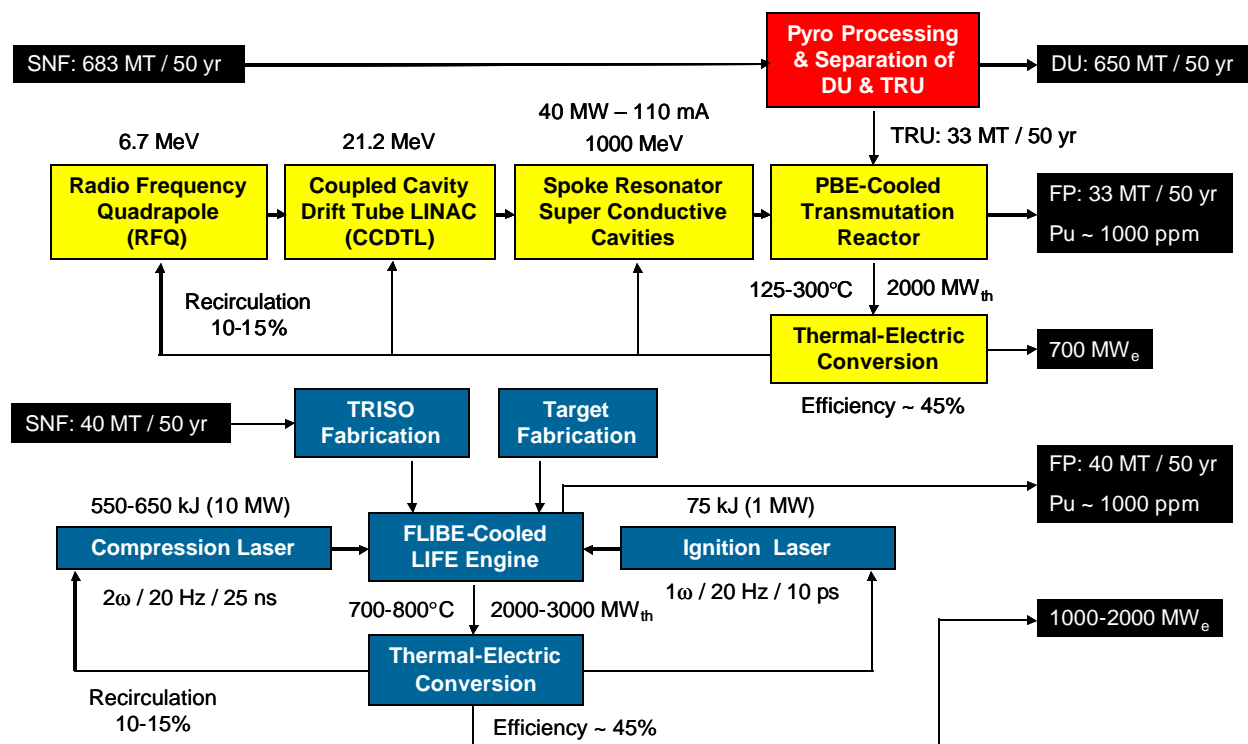 Pyro Processing
& Separation of
DU & TRU
SNF: 683 MT / 50 yr
DU: 650 MT / 50 yr
40 MW – 110 mA
TRU: 33 MT / 50 yr
6.7 MeV
21.2 MeV
1000 MeV
Radio Frequency
Quadrapole
(RFQ)
Coupled Cavity
Drift Tube LINAC
(CCDTL)
Spoke Resonator
Super Conductive
Cavities
PBE-Cooled
Transmutation
Reactor
FP: 33 MT / 50 yr
Pu ~ 1000 ppm
125-300°C
2000 MWth
Recirculation
10-15%
Thermal-Electric
Conversion
700 MWe
Efficiency ~ 45%
SNF: 40 MT / 50 yr
TRISO
Fabrication
Target
Fabrication
FP: 40 MT / 50 yr
Pu ~ 1000 ppm
550-650 kJ (10 MW)
75 kJ (1 MW)
Compression Laser
FLIBE-Cooled
LIFE Engine
Ignition Laser
2ω / 20 Hz / 25 ns
1ω / 20 Hz / 10 ps
700-800°C
2000-3000 MWth
1000-2000 MWe
Thermal-Electric
Conversion
Recirculation
10-15%
Efficiency ~ 45%